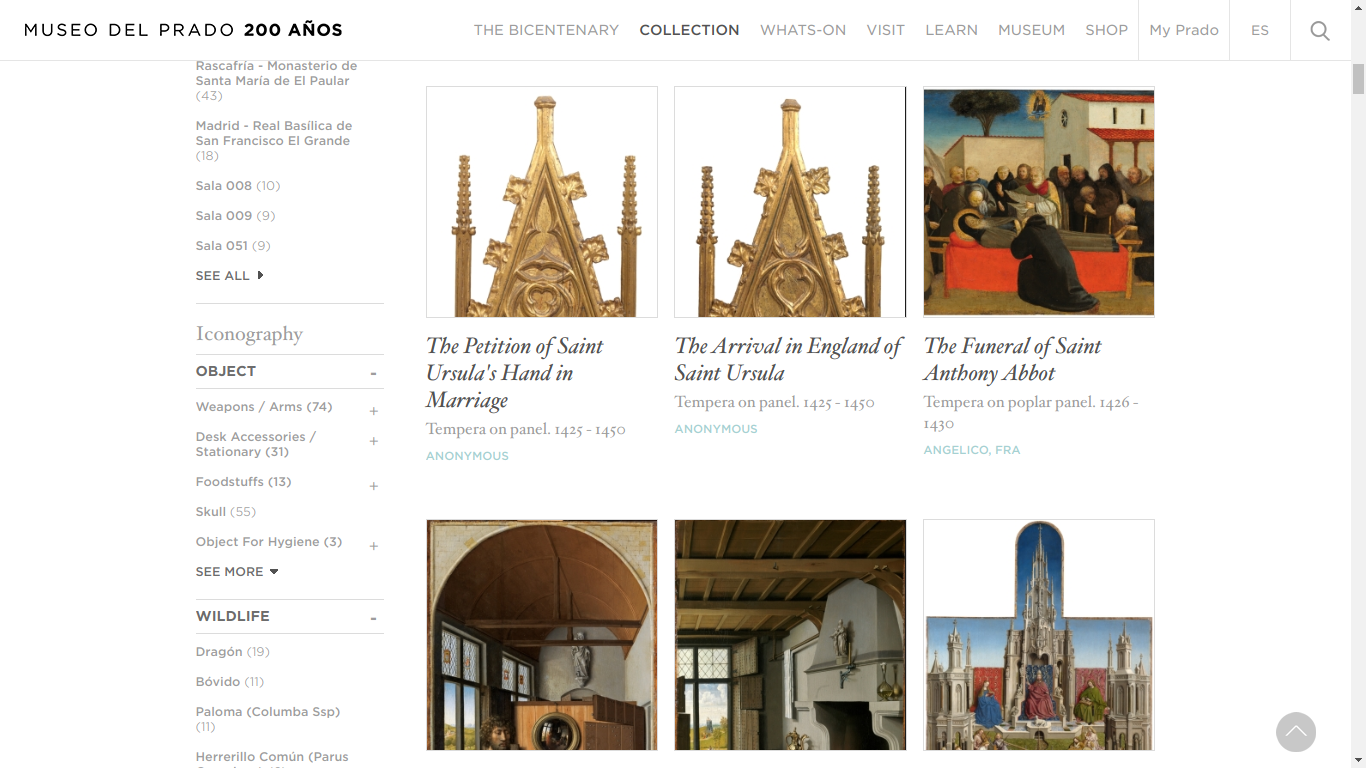 MUSEO DEL PRADO 200 AÑOS
THE BICENTENARY
COLLECTION
WHATS-ON
VISIT
LEARN
MUSEUM
SHOP
My Prado
ES
Rascafría - Monasterio de
Santa María de El Paular
(43)
Madrid - Real Basílica de
San Francisco El Grande
(18)
Sala 008 (10)
Sala 009 (9)
Sala 051 (9)
SEE ALL
Iconography
OBJECT -
Weapons / Arms (74) +
Desk Accessories /
Stationary (31) +
Foodstuffs (13) +
Skull (55)
Object For Hygiene (3) +
SEE MORE
WILDLIFE -
Dragón (19)
Bóvido (11)
Paloma (Columba Ssp)
(11)
Herrerillo Común (Parus
The Petition of Saint
Ursula's Hand in
Marriage
Tempera on panel. 1425 - 1450
ANONYMOUS
The Arrival in England of
Saint Ursula
Tempera on panel. 1425 - 1450
ANONYMOUS
The Funeral of Saint
Anthony Abbot
Tempera on poplar panel. 1426 -
1430
ANGELICO, FRA